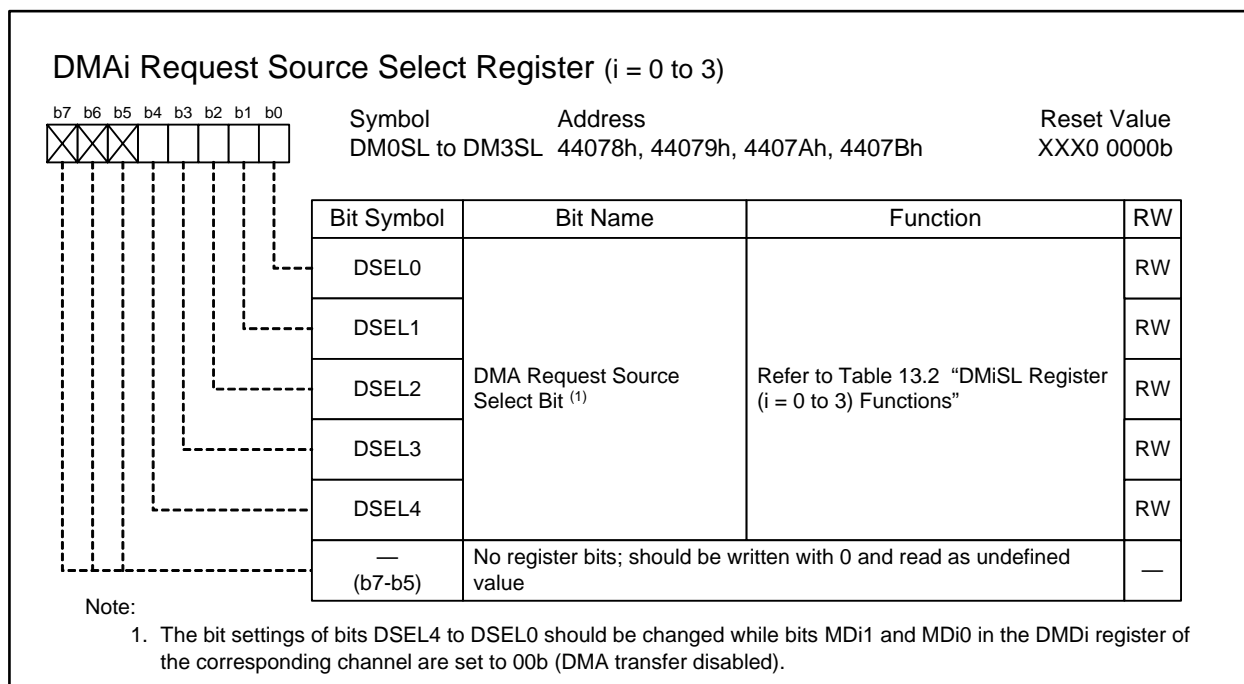 DMAi Request Source Select Register (i = 0 to 3)
b7 b6 b5 b4 b3 b2 b1 b0
Symbol Address Reset Value
DM0SL to DM3SL 44078h, 44079h, 4407Ah, 4407Bh XXX0 0000b
Bit Symbol Bit Name Function RW
DSEL0 RW
DSEL1 RW
DSEL2 RW
DMA Request Source
Select Bit (1)
Refer to Table 13.2 “DMiSL Register
(i = 0 to 3) Functions”
DSEL3 RW
DSEL4 RW
—
(b7-b5)
No register bits; should be written with 0 and read as undefined
value
—
Note:
1. The bit settings of bits DSEL4 to DSEL0 should be changed while bits MDi1 and MDi0 in the DMDi register of
the corresponding channel are set to 00b (DMA transfer disabled).